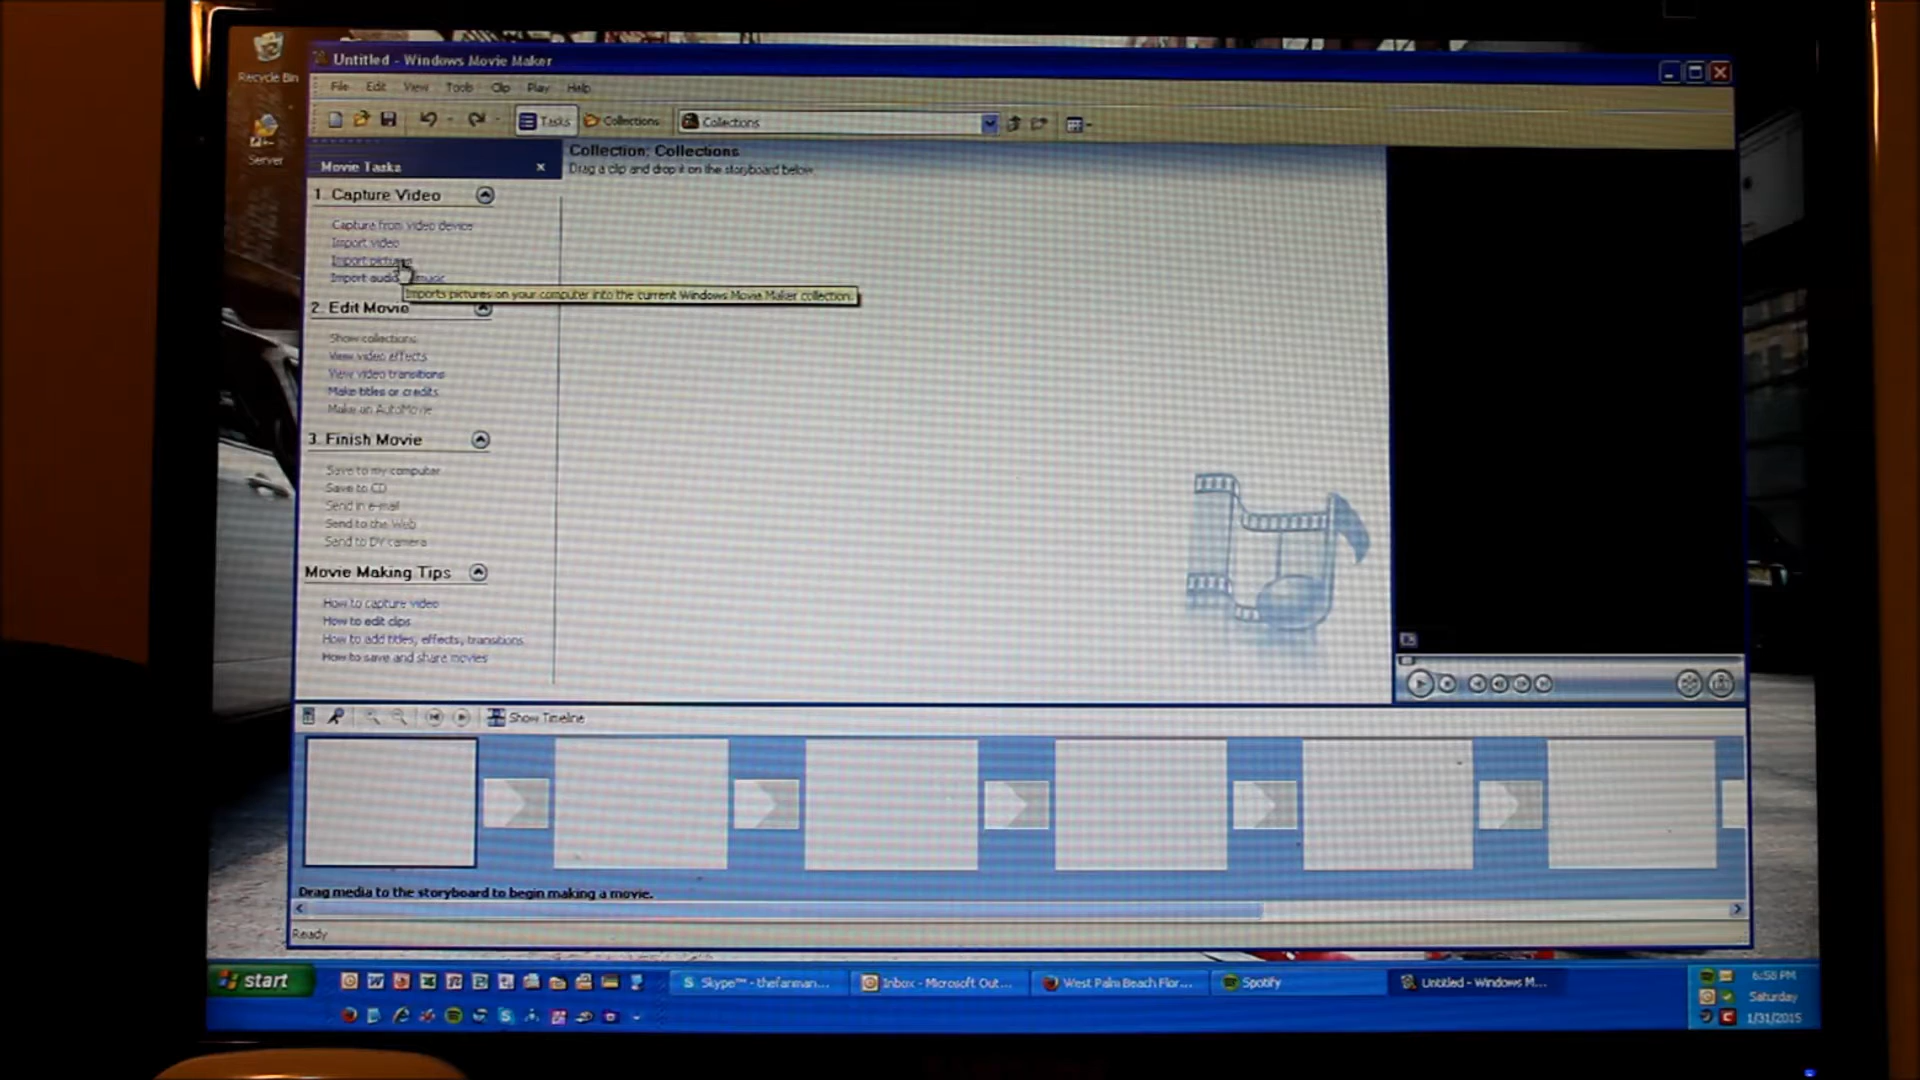 Recycle Bin
Server
Untitled - Windows Movie Maker
File Edit View Tools Clip Play Help
Tasks Collections Collections
Movie Tasks
Collection: Collections
Drag a clip and drop it on the storyboard below.
1. Capture Video
Capture from video device
Import video
Import pictures
Import audio music
Imports pictures on your computer into the current Windows Movie Maker collection.
2. Edit Movie
Show collections
View video effects
View video transitions
Make titles or credits
Make an AutoMovie
3. Finish Movie
Save to my computer
Save to CD
Send in e-mail
Send to the Web
Send to DV camera
Movie Making Tips
How to capture video
How to edit clips
How to add titles, effects, transitions
How to save and share movies
Show Timeline
Drag media to the storyboard to begin making a movie.
Ready
start
Skype™ - thefanman...
Inbox - Microsoft Out...
West Palm Beach Flor...
Spotify
Untitled - Windows M...
6:58 PM
Saturday
1/31/2015